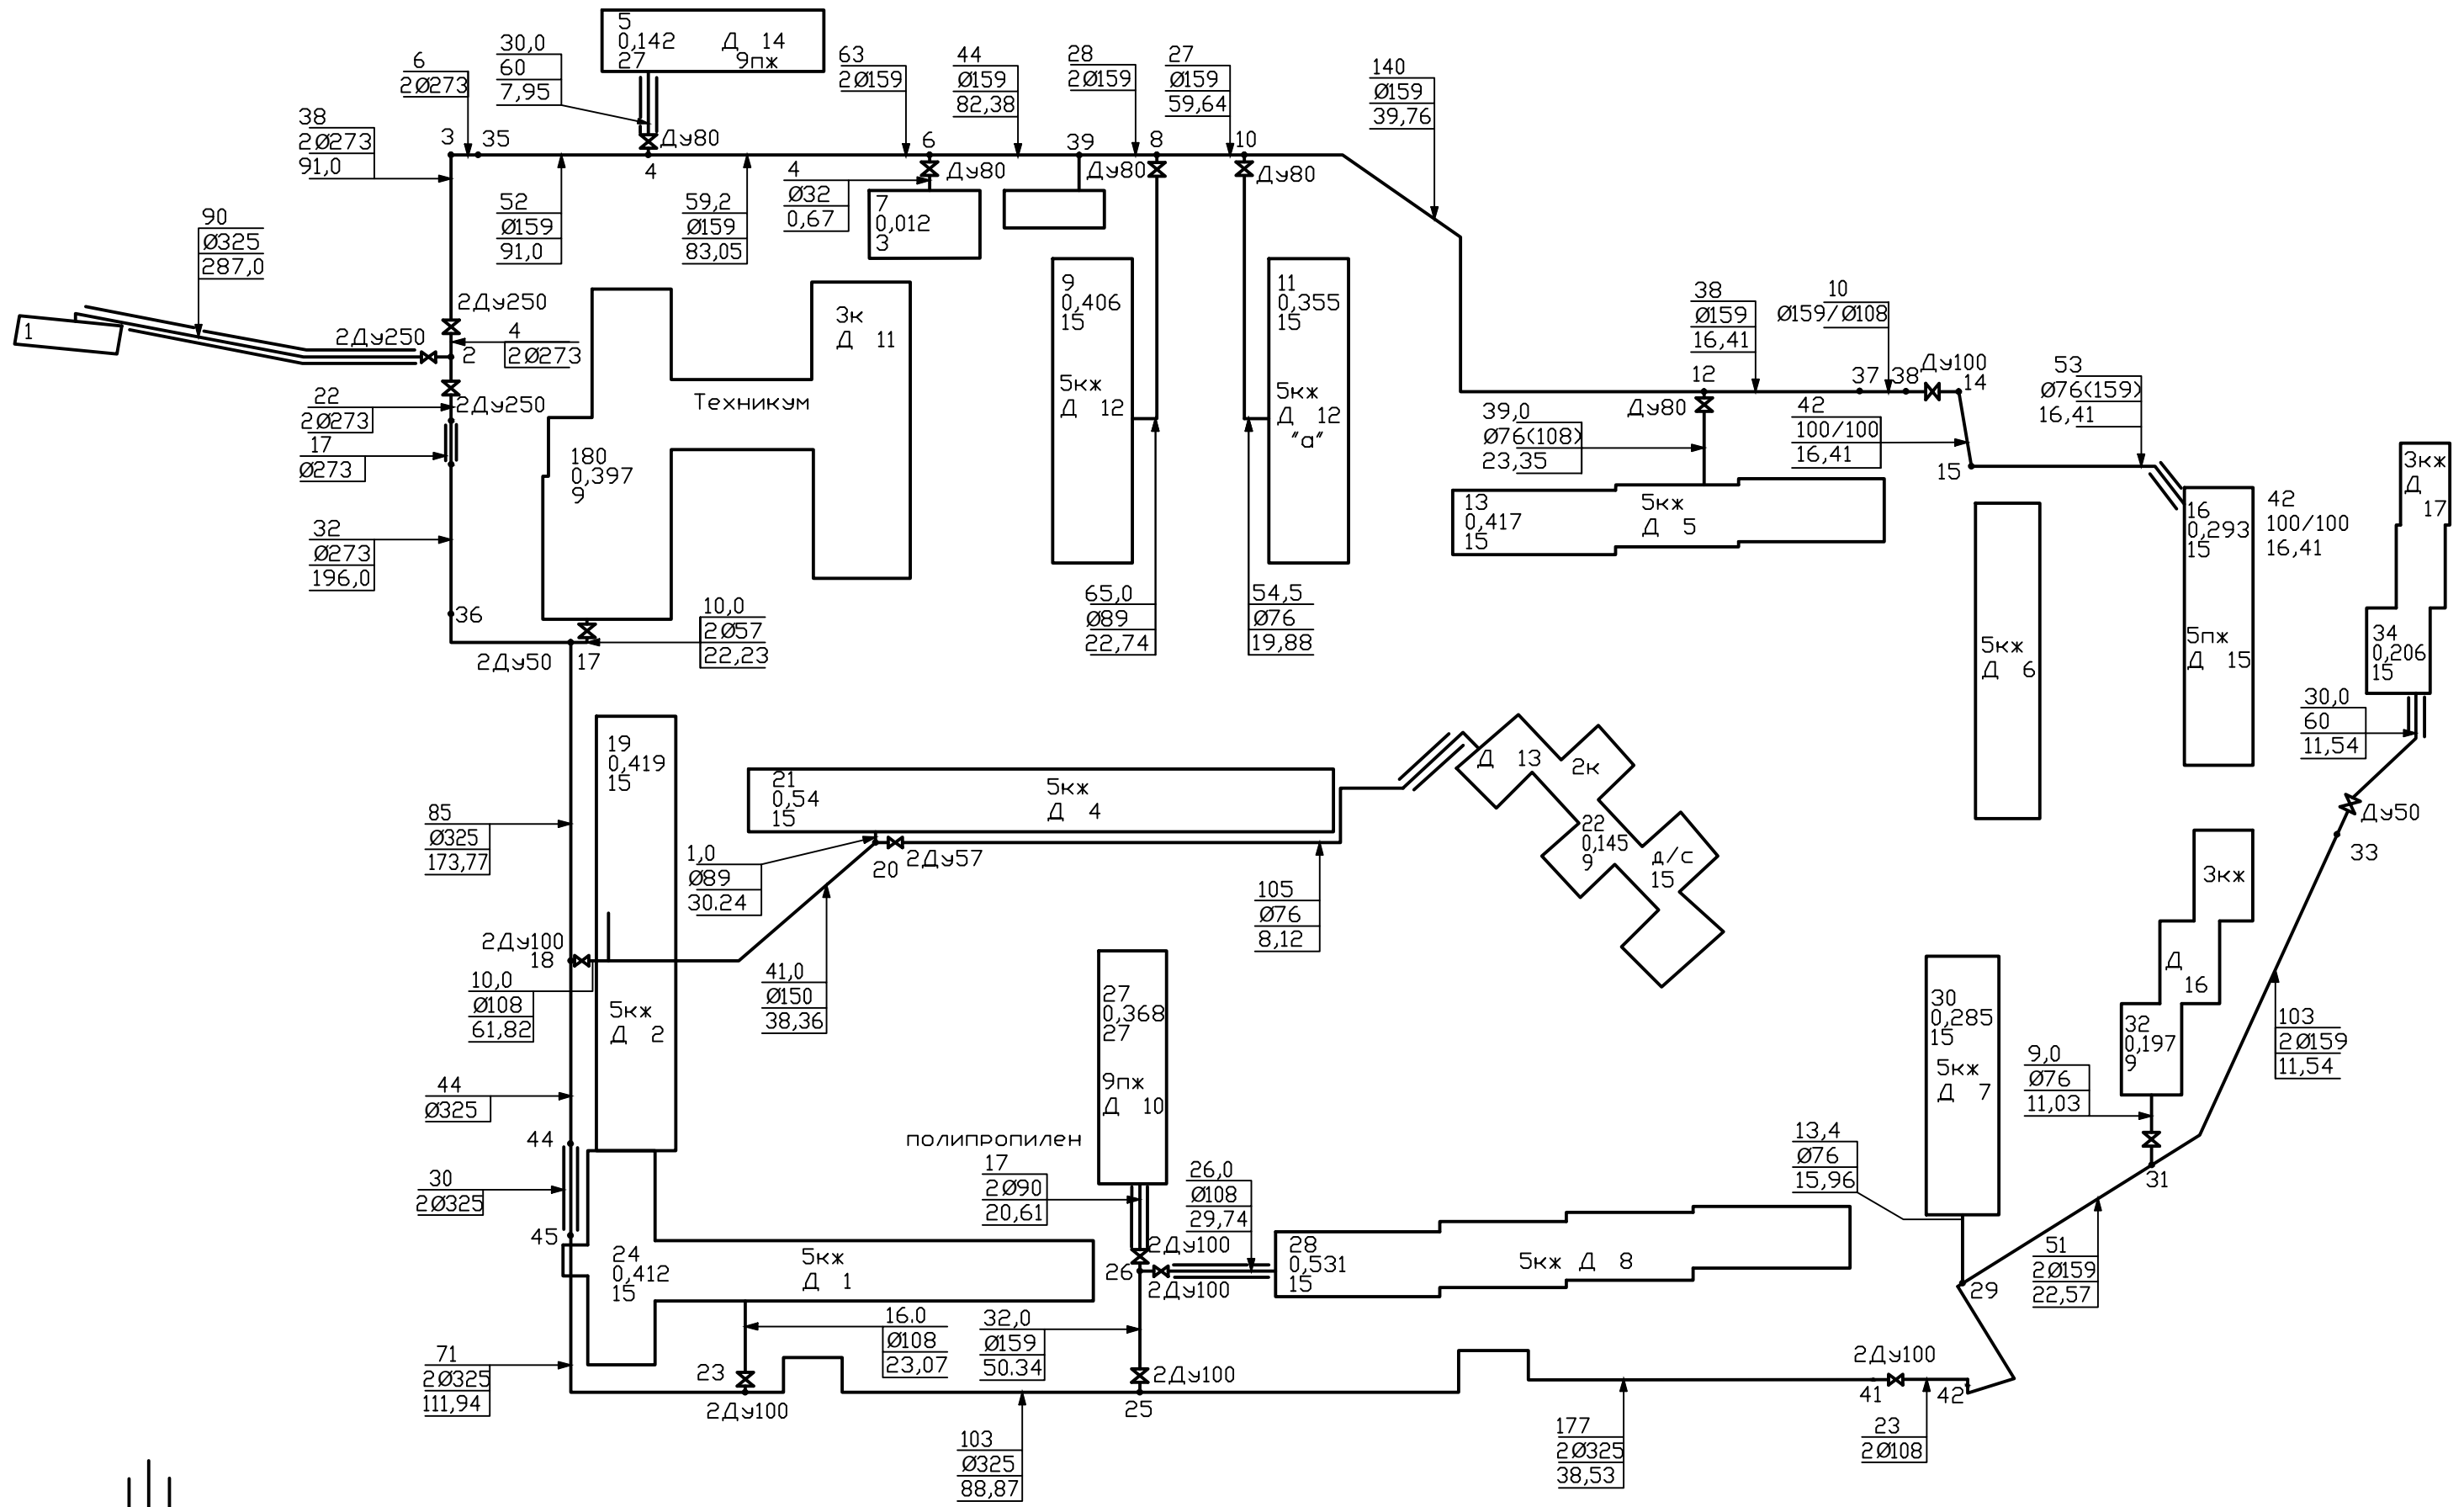 5
0,142 Д 14
27 9пж
30,0
60
7,95
6
2Ø273
38
2Ø273
91,0
3
35
Ду80
4
63
2Ø159
44
Ø159
82,38
28
2Ø159
27
Ø159
59,64
140
Ø159
39,76
6
39
8
10
Ду80
Ду80
Ду80
4
Ø32
0,67
7
0,012
3
52
Ø159
91,0
59,2
Ø159
83,05
90
Ø325
287,0
1
2Ду250
2Ду250
4
2Ø273
2
2Ду250
22
2Ø273
17
Ø273
32
Ø273
196,0
36
3к
Д 11
Техникум
180
0,397
9
10,0
2Ø57
22,23
2Ду50
17
9
0,406
15
5кж
Д 12
11
0,355
15
5кж
Д 12
"а"
65,0
Ø89
22,74
54,5
Ø76
19,88
38
Ø159
16,41
10
Ø159/Ø108
12
37
38
Ду100
14
53
Ø76(159)
16,41
Ду80
39,0
Ø76(108)
23,35
42
100/100
16,41
15
13
0,417
15
5кж
Д 5
16
0,293
15
5пж
Д 15
42
100/100
16,41
5кж
Д 6
3кж
Д
17
34
0,206
15
30,0
60
11,54
Ду50
33
19
0,419
15
5кж
Д 2
85
Ø325
173,77
21
0,54
15
5кж
Д 4
1,0
Ø89
30.24
20
2Ду57
105
Ø76
8,12
Д 13
2к
22
0,145
9
д/с
15
2Ду100
18
10,0
Ø108
61,82
41,0
Ø150
38,36
44
Ø325
44
30
2Ø325
45
24
0,412
15
5кж
Д 1
71
2Ø325
111,94
23
2Ду100
16.0
Ø108
23,07
27
0,368
27
9пж
Д 10
полипропилен
17
2Ø90
20,61
26,0
Ø108
29,74
2Ду100
26
2Ду100
32,0
Ø159
50.34
2Ду100
25
28
0,531
15
5кж Д 8
103
Ø325
88,87
177
2Ø325
38,53
2Ду100
41
42
23
2Ø108
30
0,285
15
5кж
Д 7
13,4
Ø76
15,96
29
51
2Ø159
22,57
3кж
Д
16
32
0,197
9
9,0
Ø76
11,03
31
103
2Ø159
11,54